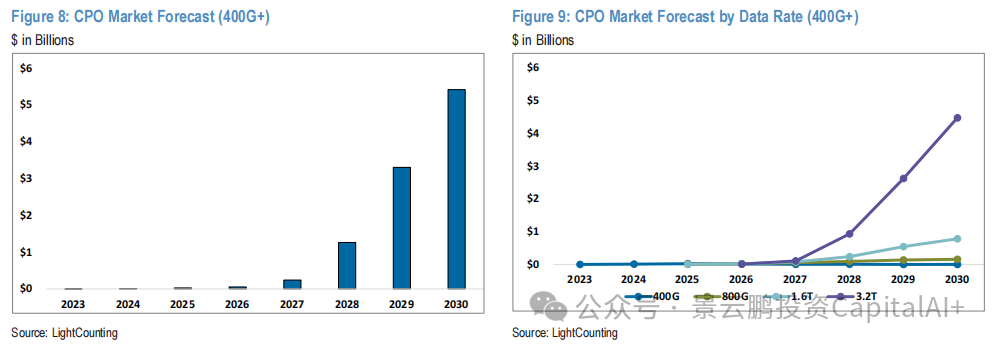 Figure 8: CPO Market Forecast (400G+)
$ in Billions
$6
$5
$4
$3
$2
$1
$0
2023 2024 2025 2026 2027 2028 2029 2030
Source: LightCounting
Figure 9: CPO Market Forecast by Data Rate (400G+)
$ in Billions
$6
$5
$4
$3
$2
$1
$0
2023 2024 2025 2026 2027 2028 2029 2030
400G 800G 1.6T 3.2T
Source: LightCounting
公众号 · 景云鹏投资CapitalAI+